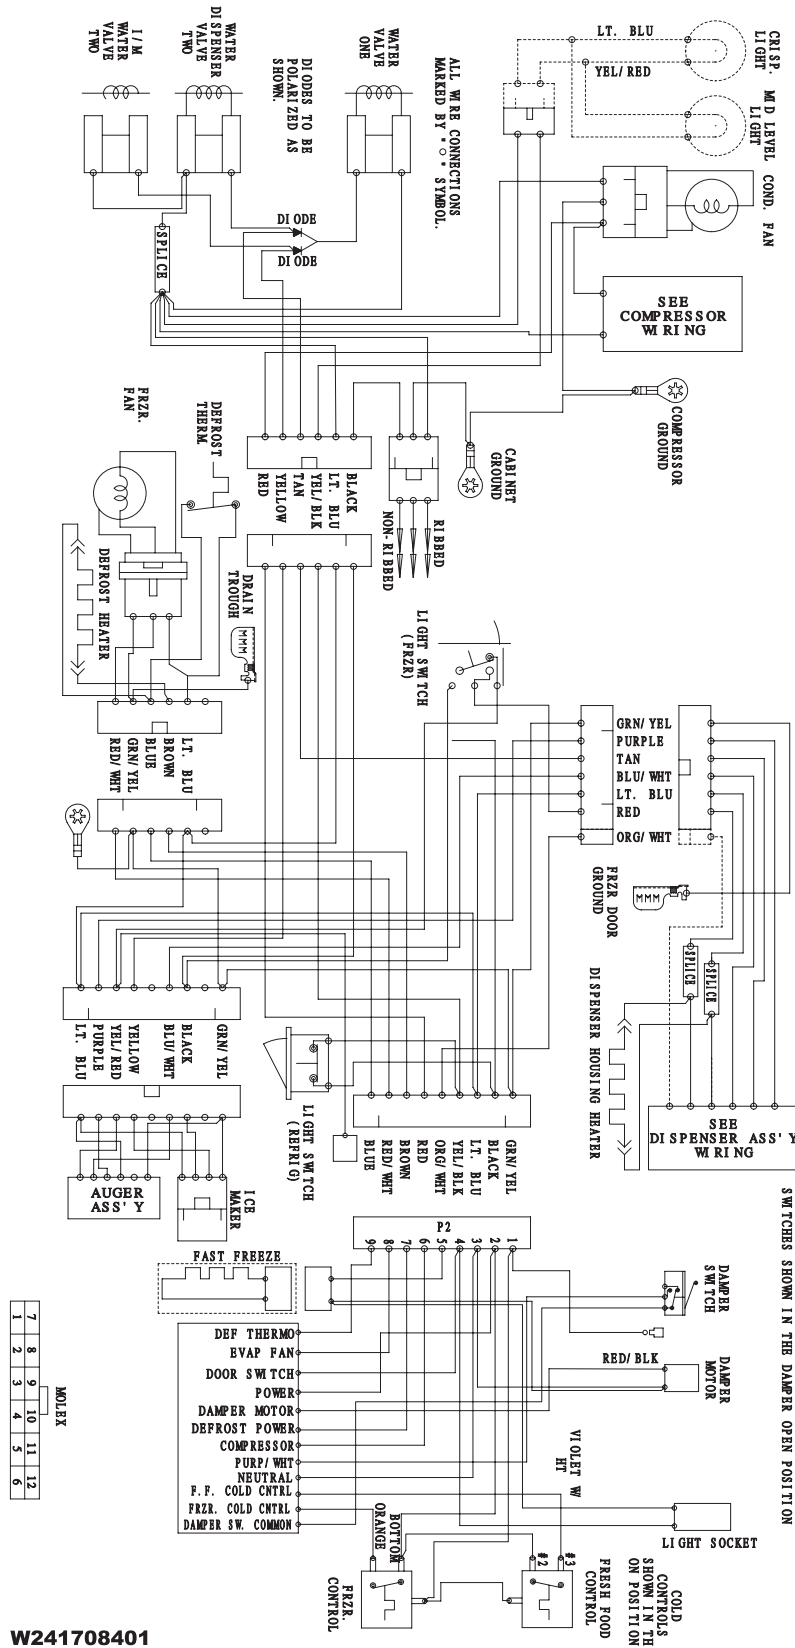 I/M
WATER
VALVE
TWO
WATER
DISPENSER
VALVE
TWO
DIODES TO BE
POLARIZED AS
SHOWN.
WATER
VALVE
ONE
ALL WIRE CONNECTIONS
MARKED BY "○" SYMBOL.
LT. BLU
YEL/RED
CRISP.
LIGHT
MID LEVEL
LIGHT
COND. FAN
DIODE
DIODE
SPLICE
SEE
COMPRESSOR
WIRING
COMPRESSOR
GROUND
CABINET
GROUND
FRZR.
FAN
DEFROST
THERM.
RED
YELLOW
TAN
YEL/BLK
LT. BLU
BLACK
NON-RIBBED
RIBBED
DEFROST HEATER
DRAIN
TROUGH
LIGHT SWITCH
(FRZR)
RED/WHT
GRN/YEL
BLUE
BROWN
LT. BLU
GRN/YEL
PURPLE
TAN
BLU/WHT
LT. BLU
RED
ORG/WHT
FRZR DOOR
GROUND
SPLICE
SPLICE
DISPENSER HOUSING HEATER
SEE
DISPENSER ASS'Y
WIRING
LT. BLU
PURPLE
YEL/RED
YELLOW
BLU/WHT
BLACK
GRN/YEL
LIGHT SWITCH
(REFRIG)
BLUE
RED/WHT
BROWN
RED
ORG/WHT
YEL/BLK
LT. BLU
BLACK
GRN/YEL
AUGER
ASS'Y
ICE
MAKER
P2
9 8 7 6 5 4 3 2 1
FAST FREEZE
DAMPER
SWITCH
SWITCHES SHOWN IN THE DAMPER OPEN POSITION
DEF THERMO
EVAP FAN
DOOR SWITCH
POWER
DAMPER MOTOR
DEFROST POWER
COMPRESSOR
PURP/WHT
NEUTRAL
F.F. COLD CNTRL
FRZR. COLD CNTRL
DAMPER SW. COMMON
RED/BLK
DAMPER
MOTOR
VIOLET W/
HT
LIGHT SOCKET
ORANGE
BOTTOM
#2
#3
FRZR.
CONTROL
FRESH FOOD
CONTROL
COLD
CONTROLS
SHOWN IN TH
ON POSITION
MOLEX
7 8 9 10 11 12
1 2 3 4 5 6
W241708401